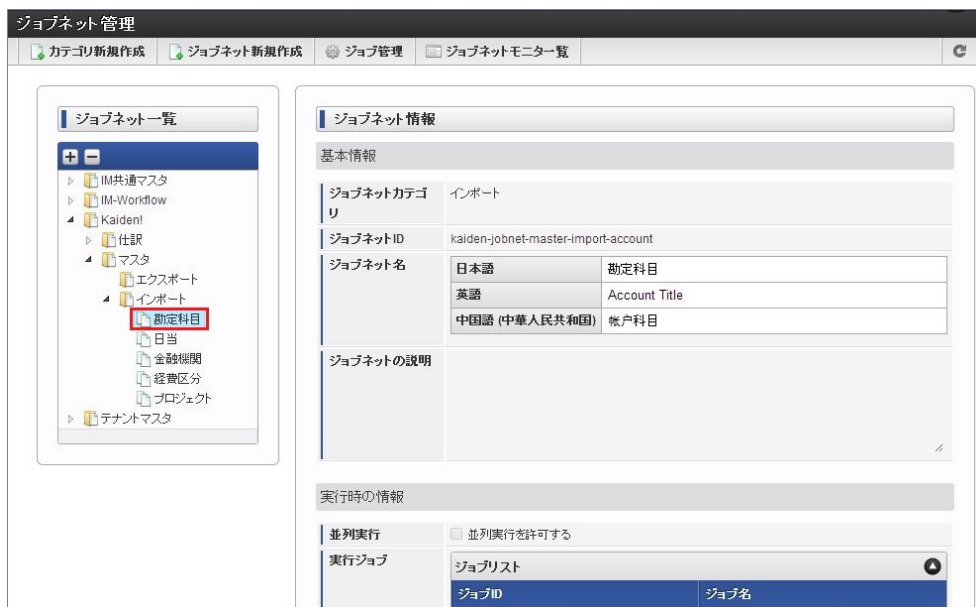 ジョブネット管理
カテゴリ新規作成 ジョブネット新規作成 ジョブ管理 ジョブネットモニター覧
ジョブネット一覧
IM共通マスタ
IM-Workflow
Kaiden!
仕訳
マスタ
エクスポート
インポート
勘定科目
日当
金融機関
経費区分
プロジェクト
テナントマスタ
ジョブネット情報
基本情報
ジョブネットカテゴ
リ
インポート
ジョブネットID kaiden-jobnet-master-import-account
ジョブネット名
日本語 勘定科目
英語 Account Title
中国語 (中華人民共和国) 帐户科目
ジョブネットの説明
実行時の情報
並列実行 並列実行を許可する
実行ジョブ
ジョブリスト
ジョブID ジョブ名